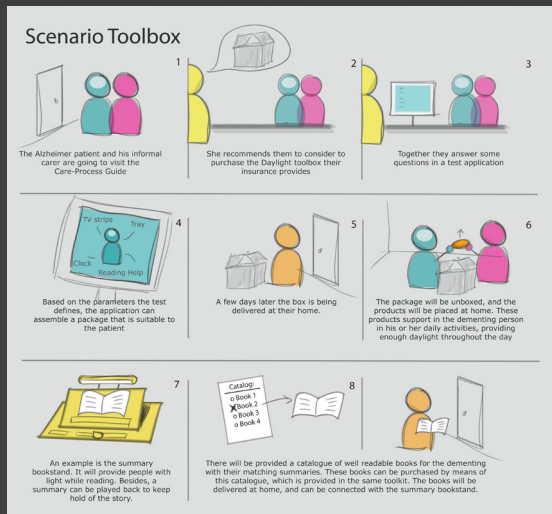 Scenario Toolbox
1
The Alzheimer patient and his informal
carer are going to visit the
Care-Process Guide
2
She recommends them to consider to
purchase the Daylight toolbox their
insurance provides
3
Together they answer some
questions in a test application
4
TV strips
Tray
Clock
Reading Help
Based on the parameters the test
defines, the application can
assemble a package that is suitable to
the patient
5
A few days later the box is being
delivered at their home.
6
The package will be unboxed, and the
products will be placed at home. These
products support in the dementing person
in his or her daily activities, providing
enough daylight throughout the day
7
An example is the summary
bookstand. It will provide people with
light while reading. Besides, a
summary can be played back to keep
hold of the story.
8
Catalog:
o Book 1
Book 2
o Book 3
o Book 4
There will be provided a catalogue of well readable books for the dementing
with their matching summaries. These books can be purchased by means of
this catalogue, which is provided in the same toolkit. The books will be
delivered at home, and can be connected with the summary bookstand.